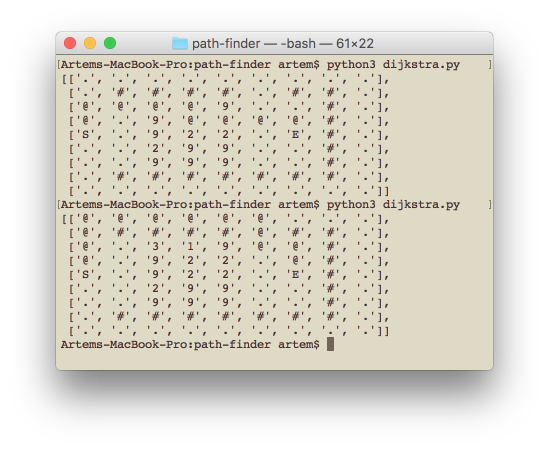 path-finder — -bash — 61×22
[Artems-MacBook-Pro:path-finder artem$ python3 dijkstra.py ]
[['.', '.', '.', '.', '.', '.', '.', '.', '.'],
['.', '#', '#', '#', '#', '.', '#', '#', '.'],
['@', '@', '@', '@', '9', '.', '.', '#', '.'],
['@', '.', '9', '@', '@', '@', '@', '#', '.'],
['S', '.', '9', '2', '2', '.', 'E', '#', '.'],
['.', '.', '2', '9', '9', '.', '.', '#', '.'],
['.', '.', '9', '9', '9', '.', '.', '#', '.'],
['.', '#', '#', '#', '#', '#', '#', '#', '.'],
['.', '.', '.', '.', '.', '.', '.', '.', '.']]
[Artems-MacBook-Pro:path-finder artem$ python3 dijkstra.py ]
[['@', '@', '@', '@', '@', '@', '.', '.', '.'],
['@', '#', '#', '#', '#', '@', '#', '#', '.'],
['@', '.', '3', '1', '9', '@', '@', '#', '.'],
['@', '.', '9', '2', '2', '.', '@', '#', '.'],
['S', '.', '9', '2', '2', '.', 'E', '#', '.'],
['.', '.', '2', '9', '9', '.', '.', '#', '.'],
['.', '.', '9', '9', '9', '.', '.', '#', '.'],
['.', '#', '#', '#', '#', '#', '#', '#', '.'],
['.', '.', '.', '.', '.', '.', '.', '.', '.']]
Artems-MacBook-Pro:path-finder artem$